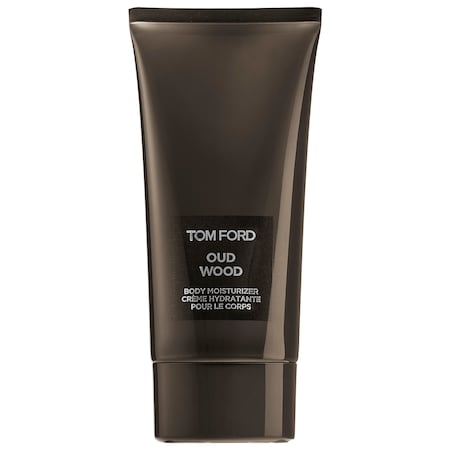 TOM FORD
OUD
WOOD
BODY MOISTURIZER
CRÈME HYDRATANTE
POUR LE CORPS